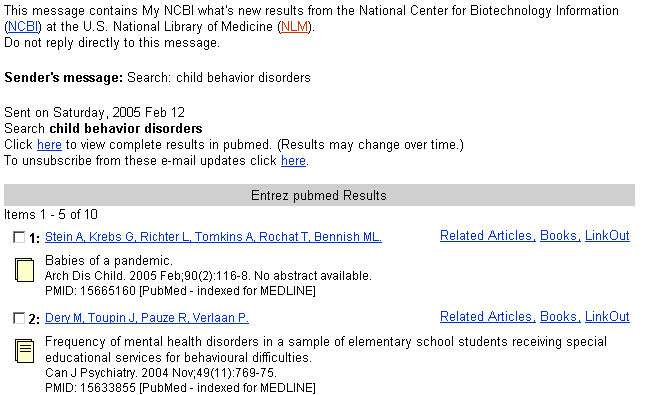 This message contains My NCBI what's new results from the National Center for Biotechnology Information
(NCBI) at the U.S. National Library of Medicine (NLM).
Do not reply directly to this message.
Sender's message: Search: child behavior disorders
Sent on Saturday, 2005 Feb 12
Search child behavior disorders
Click here to view complete results in pubmed. (Results may change over time.)
To unsubscribe from these e-mail updates click here.
Entrez pubmed Results
Items 1 - 5 of 10
1: Stein A, Krebs G, Richter L, Tomkins A, Rochat T, Bennish ML. Related Articles, Books, LinkOut
Babies of a pandemic.
Arch Dis Child. 2005 Feb;90(2):116-8. No abstract available.
PMID: 15665160 [PubMed - indexed for MEDLINE]
2: Dery M, Toupin J, Pauze R, Verlaan P. Related Articles, Books, LinkOut
Frequency of mental health disorders in a sample of elementary school students receiving special
educational services for behavioural difficulties.
Can J Psychiatry. 2004 Nov;49(11):769-75.
PMID: 15633855 [PubMed - indexed for MEDLINE]